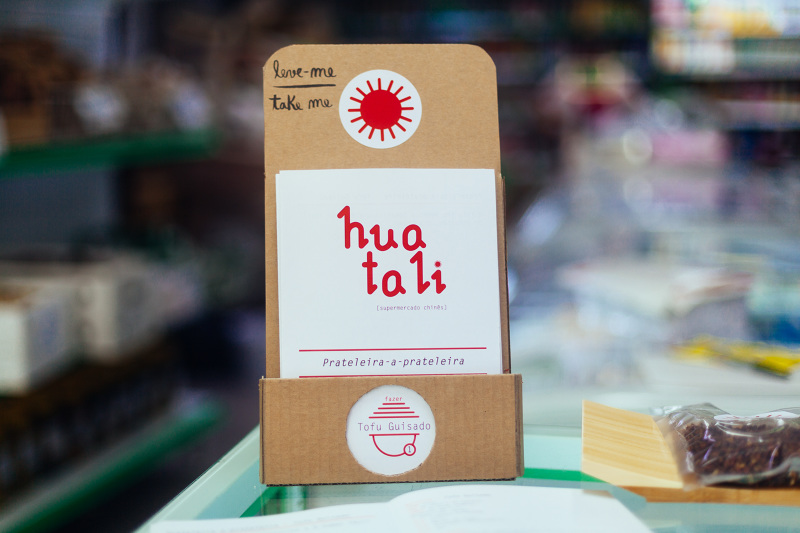 leve-me
take me
hua
tali
[supermercado chinês]
Prateleira-a-prateleira
fazer
Tofu Guisado